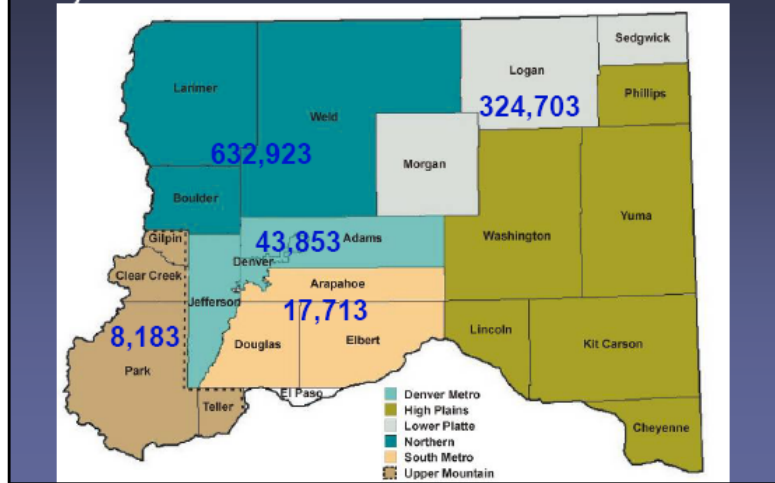 Sedgwick
Logan
Larimer
Phillips
324,703
Weld
632,923
Morgan
Boulder
Yuma
Gilpin
43,853
Adams
Washington
Denver
Clear Creek
Arapahoe
Jefferson
17,713
8,183
Lincoln
Douglas
Elbert
Kit Carson
Park
El Paso
Teller
Cheyenne
Denver Metro
High Plains
Lower Platte
Northern
South Metro
Upper Mountain